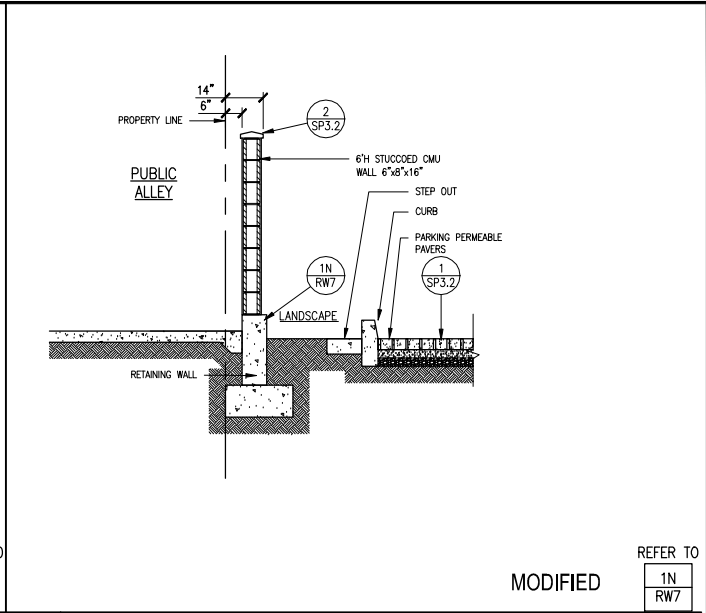 14"
6"
PROPERTY LINE
2
SP3.2
PUBLIC
ALLEY
6'H STUCCOED CMU
WALL 6"x8"x16"
STEP OUT
CURB
PARKING PERMEABLE
PAVERS
1N
RW7
1
SP3.2
LANDSCAPE
RETAINING WALL
REFER TO
MODIFIED
1N
RW7